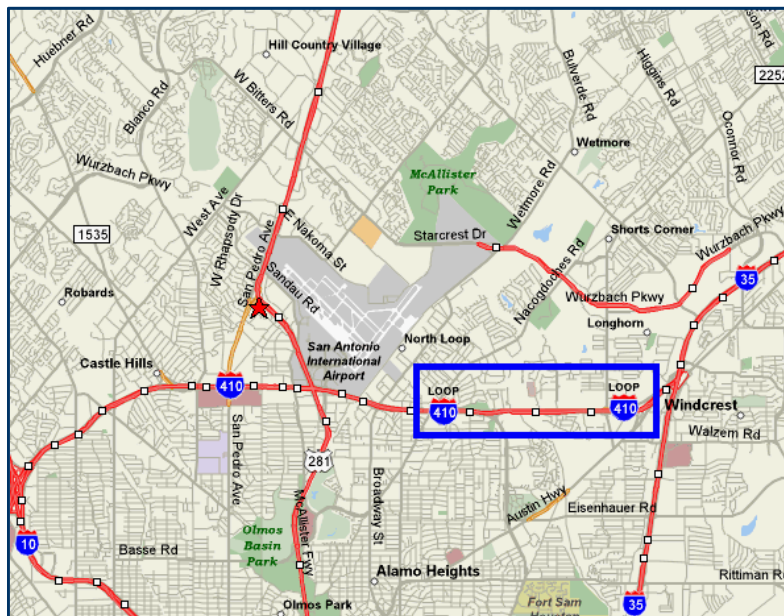 Huebner Rd
Hill Country Village
Blanco Rd
W Bitters Rd
Bulverde Rd
Higgins Rd
2252
Oconnor Rd
Wetmore
McAllister
Park
Wetmore Rd
Wurzbach Pkwy
West Ave
W Rhapsody Dr
San Pedro Ave
E Nakoma St
Starcrest Dr
1535
Shorts Corner
Wurzbach Pkwy
35
Sandau Rd
Nacogdoches Rd
Wurzbach Pkwy
Robards
Longhorn
San Antonio
International
Airport
North Loop
Castle Hills
410
LOOP
410
LOOP
410
Windcrest
Walzem Rd
San Pedro Ave
281
Broadway St
Austin Hwy
McAllister Fwy
Eisenhauer Rd
Olmos
Basin
Park
10
Basse Rd
Alamo Heights
Rittiman Rd
Olmos Park
Fort Sam
Houston
35